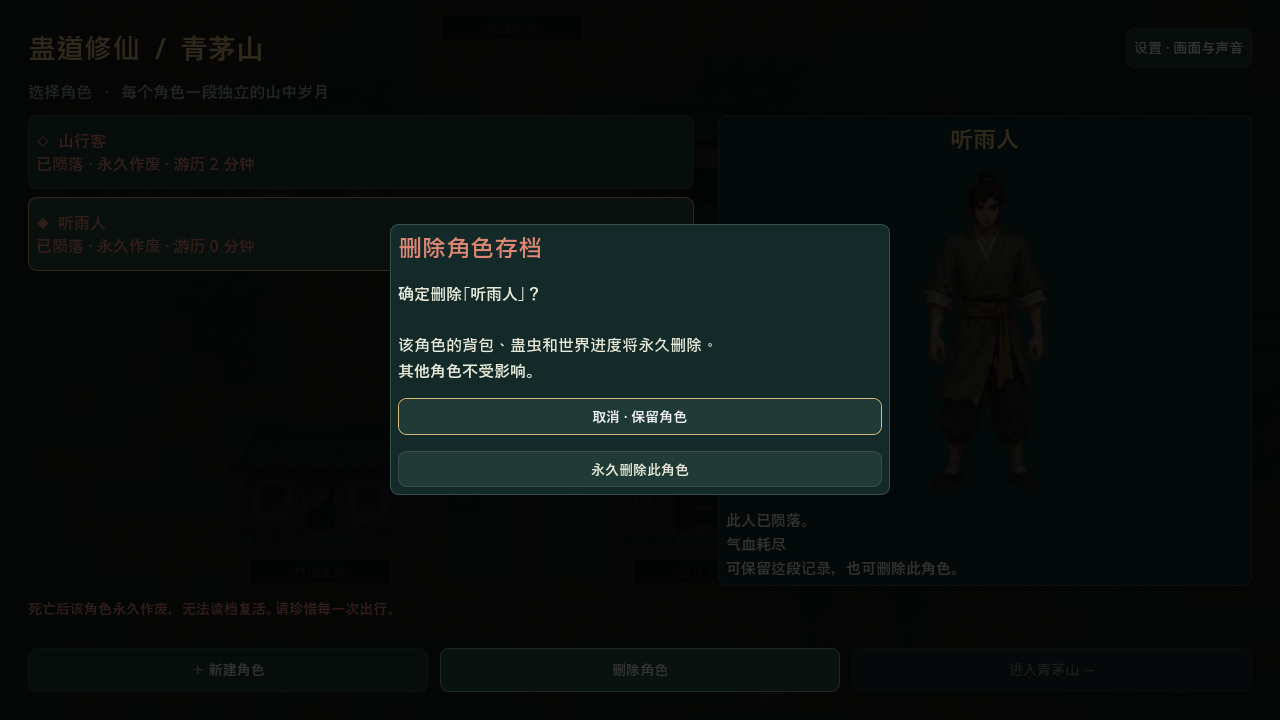 蛊道修仙 / 青茅山
设置 · 画面与声音
选择角色 · 每个角色一段独立的山中岁月
◇ 山行客
已陨落 · 永久作废 · 游历 2 分钟
◆ 听雨人
已陨落 · 永久作废 · 游历 0 分钟
听雨人
删除角色存档
确定删除「听雨人」?
该角色的背包、蛊虫和世界进度将永久删除。
其他角色不受影响。
取消 · 保留角色
永久删除此角色
此人已陨落。
气血耗尽
可保留这段记录，也可删除此角色。
死亡后该角色永久作废，无法读档复活。请珍惜每一次出行。
+ 新建角色
删除角色
进入青茅山 →